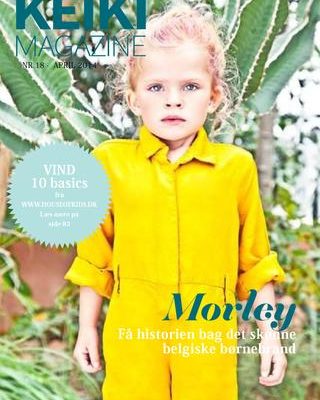 KEIKI
MAGAZINE
NR.18 - APRIL 2014
VIND
10 basics
fra
WWW.HOUSEOFKIDS.DK
Læs mere på
side 82
Morley
Få historien bag det skønne
belgiske børnebrand